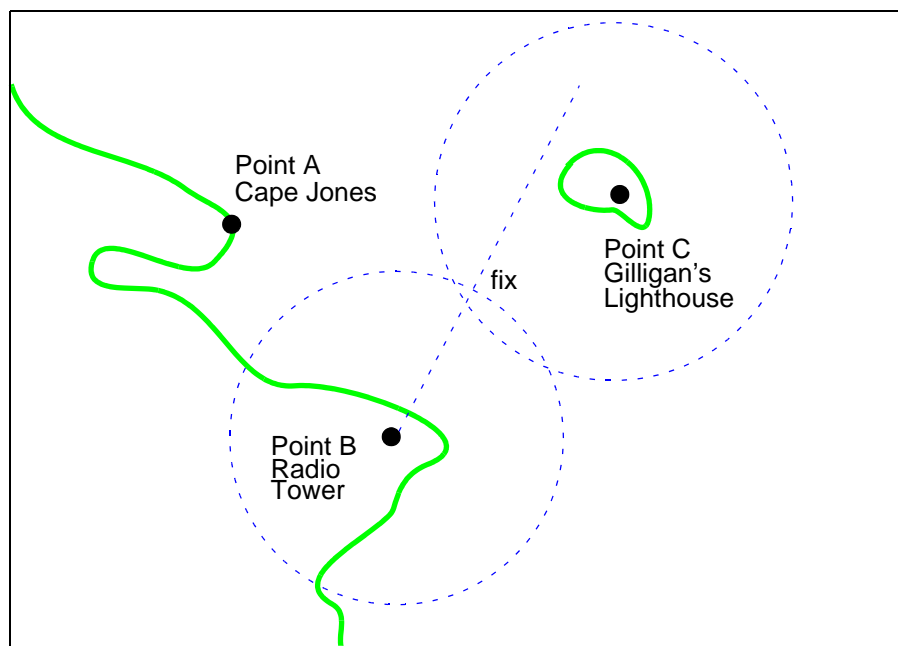 Point A
Cape Jones
fix
Point C
Gilligan's
Lighthouse
Point B
Radio
Tower